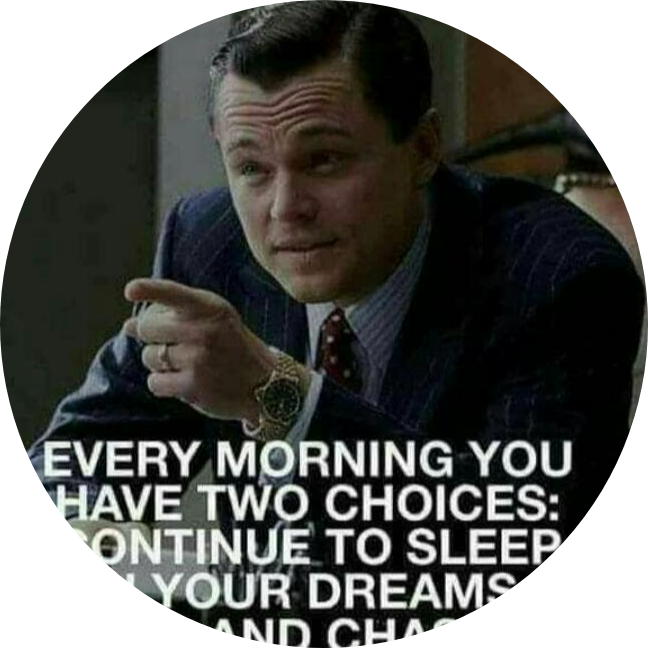 EVERY MORNING YOU
HAVE TWO CHOICES:
CONTINUE TO SLEEP
YOUR DREAMS
AND